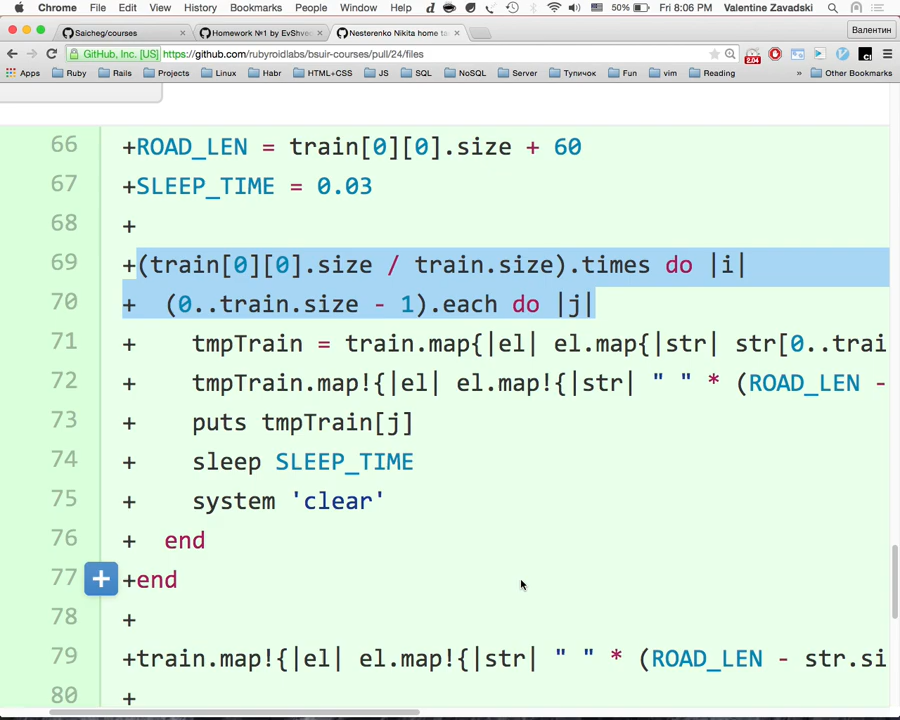 Chrome File Edit View History Bookmarks People Window Help 50% Fri 8:06 PM Valentine Zavadski
Saicheg/courses Homework №1 by EvShve Nesterenko Nikita home ta Валентин
GitHub, Inc. [US] https://github.com/rubyroidlabs/bsuir-courses/pull/24/files 2.04
Apps Ruby Rails Projects Linux Habr HTML+CSS JS SQL NoSQL Server Тупичок Fun vim Reading » Other Bookmarks
66 +ROAD_LEN = train[0][0].size + 60
67 +SLEEP_TIME = 0.03
68 +
69 +(train[0][0].size / train.size).times do |i|
70 + (0..train.size - 1).each do |j|
71 + tmpTrain = train.map{|el| el.map{|str| str[0..trai
72 + tmpTrain.map!{|el| el.map!{|str| " " * (ROAD_LEN -
73 + puts tmpTrain[j]
74 + sleep SLEEP_TIME
75 + system 'clear'
76 + end
77 +end
78 +
79 +train.map!{|el| el.map!{|str| " " * (ROAD_LEN - str.si
80 +